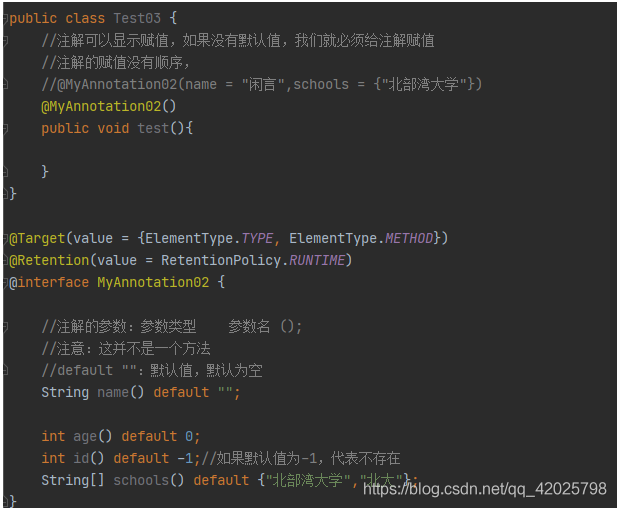 public class Test03 {
    //注解可以显示赋值，如果没有默认值，我们就必须给注解赋值
    //注解的赋值没有顺序，
    //@MyAnnotation02(name = "闲言",schools = {"北部湾大学"})
    @MyAnnotation02()
    public void test(){
    }
}
@Target(value = {ElementType.TYPE, ElementType.METHOD})
@Retention(value = RetentionPolicy.RUNTIME)
@interface MyAnnotation02 {
    //注解的参数：参数类型    参数名 ();
    //注意：这并不是一个方法
    //default ""：默认值，默认为空
    String name() default "";
    int age() default 0;
    int id() default -1;//如果默认值为-1，代表不存在
    String[] schools() default {"北部湾大学","北大"};
https://blog.csdn.net/qq_42025798
}